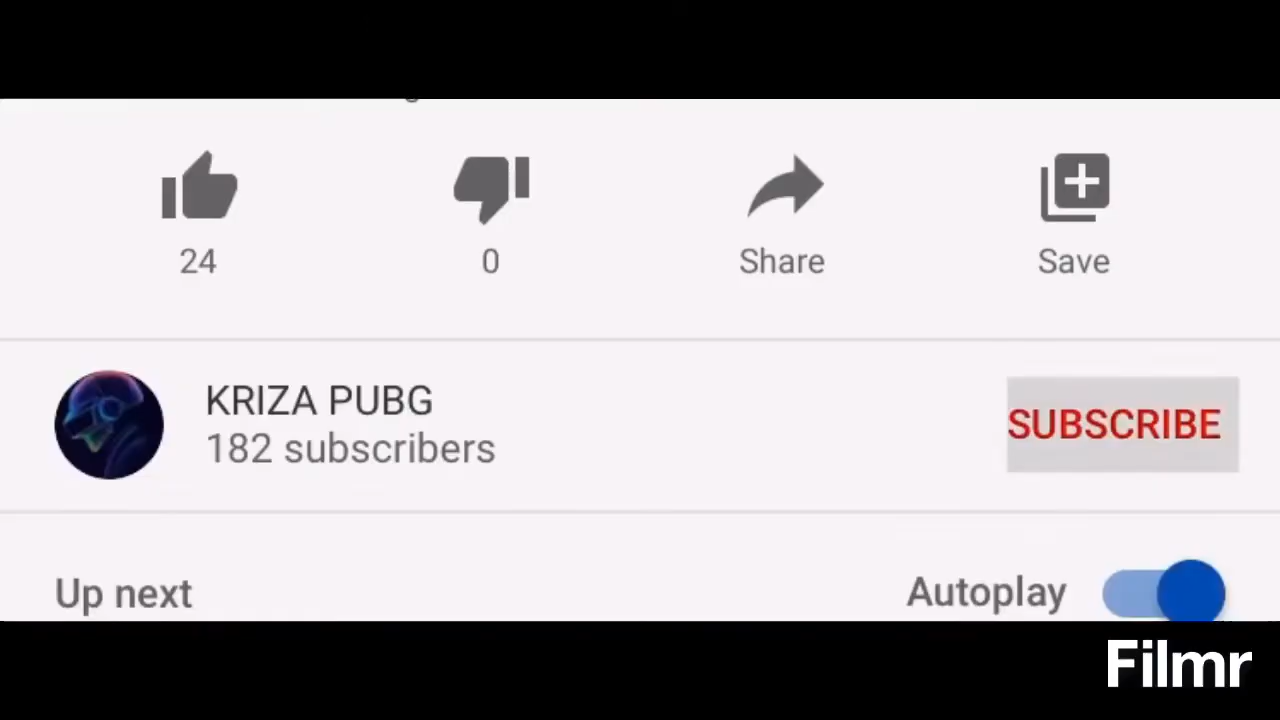 24
0
Share
Save
KRIZA PUBG
182 subscribers
SUBSCRIBE
Up next
Autoplay
Filmr